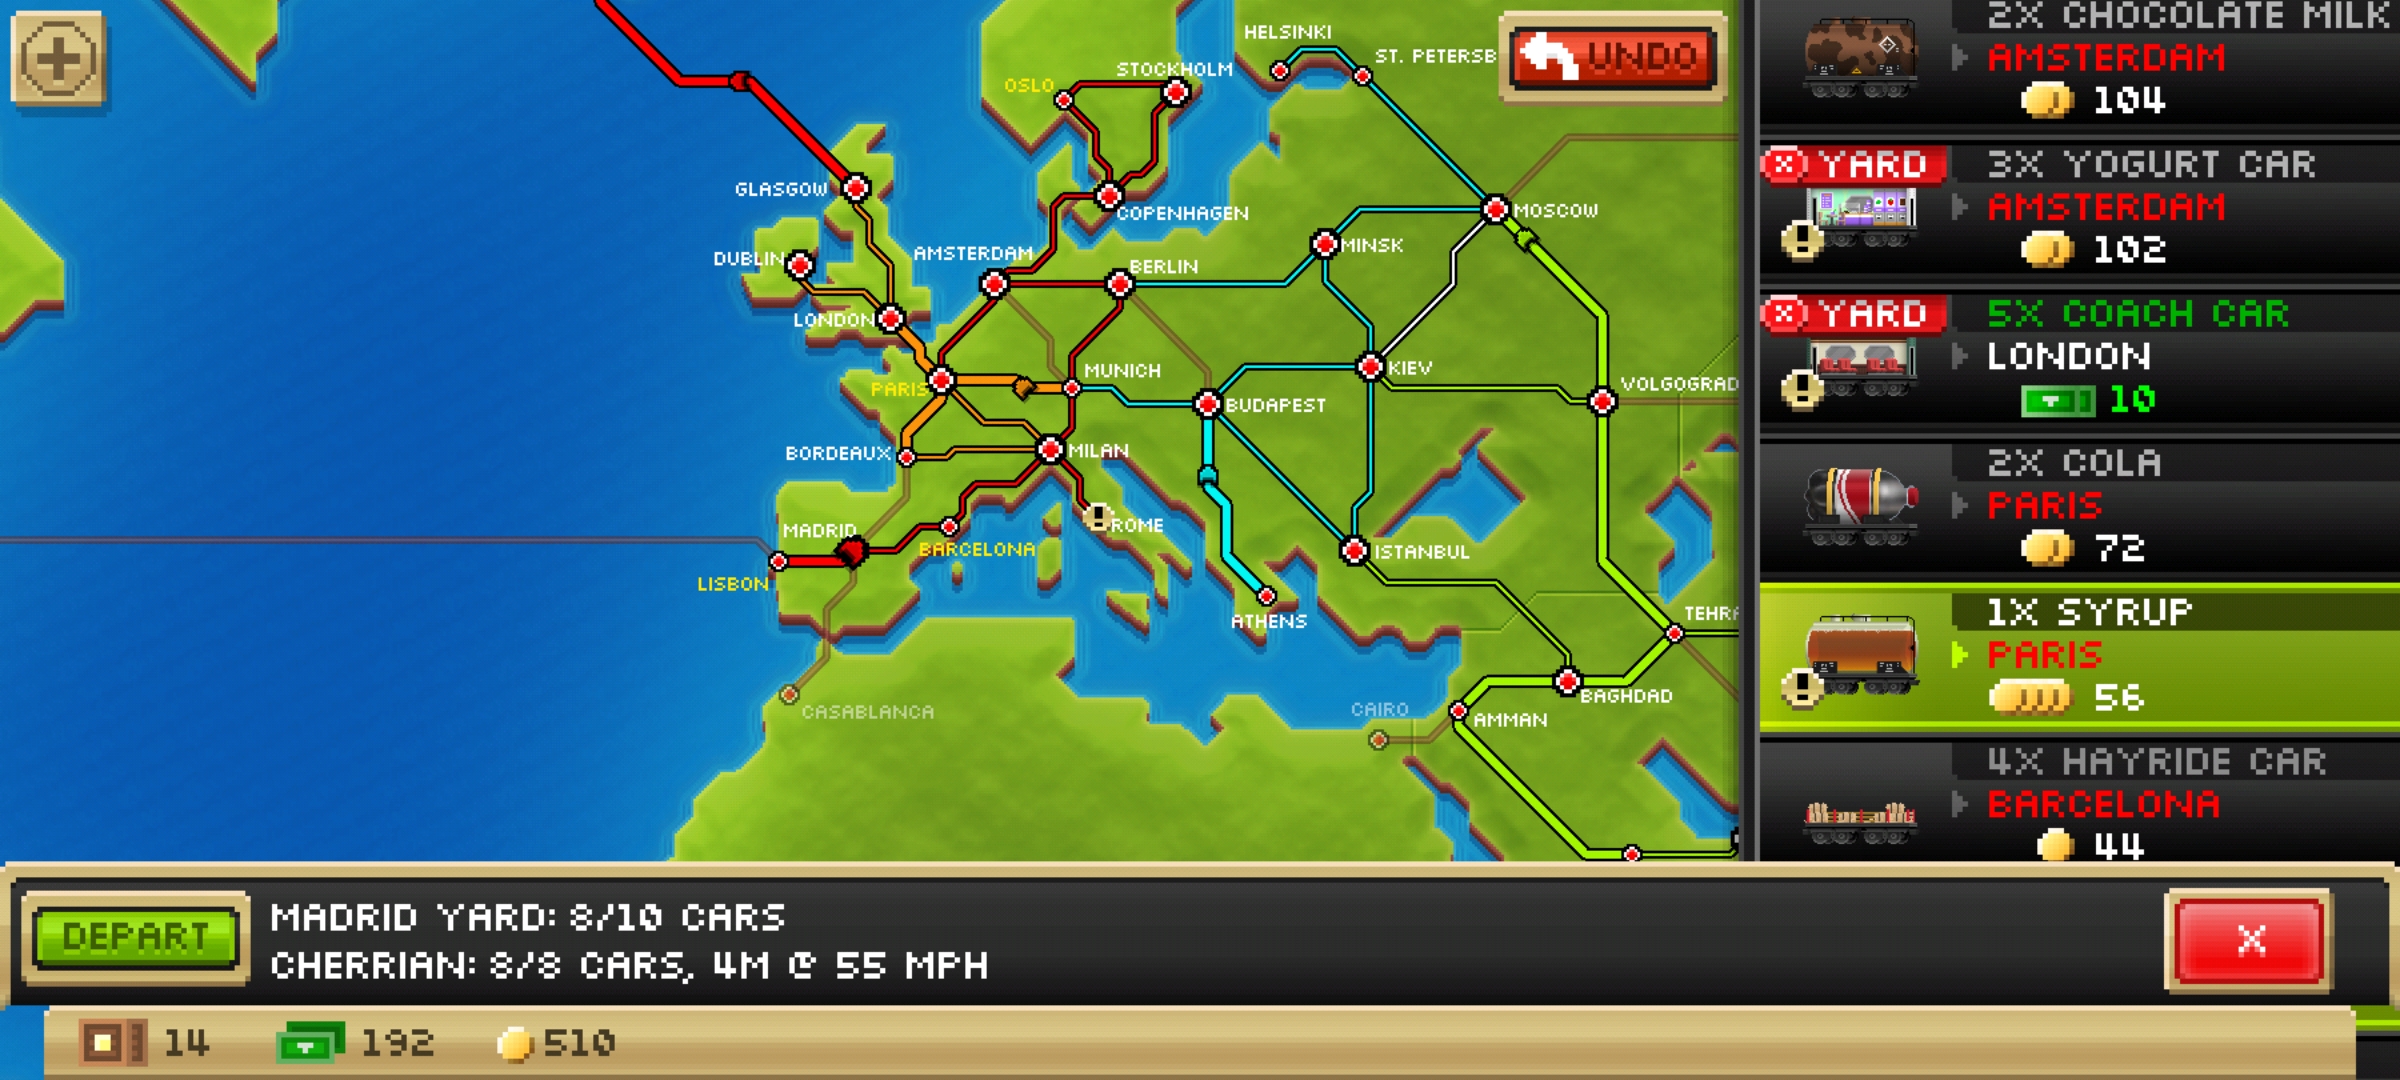 HELSINKI
UNDO
ST. PETERSB
STOCKHOLM
OSLO
GLASGOW
COPENHAGEN
MOSCOW
MINSK
DUBLIN
AMSTERDAM
BERLIN
LONDON
MUNICH
KIEV
VOLGOGRAD
PARIS
BUDAPEST
BORDEAUX
MILAN
MADRID
ROME
BARCELONA
ISTANBUL
LISBON
ATHENS
TEHRA
BAGHDAD
CASABLANCA
CAIRO
AMMAN
2X CHOCOLATE MILK
AMSTERDAM
104
YARD
3X YOGURT CAR
AMSTERDAM
102
YARD
5X COACH CAR
LONDON
10
2X COLA
PARIS
72
1X SYRUP
PARIS
56
4X HAYRIDE CAR
BARCELONA
44
DEPART
MADRID YARD: 8/10 CARS
CHERRIAN: 8/8 CARS, 4M @ 55 MPH
X
14 192 510